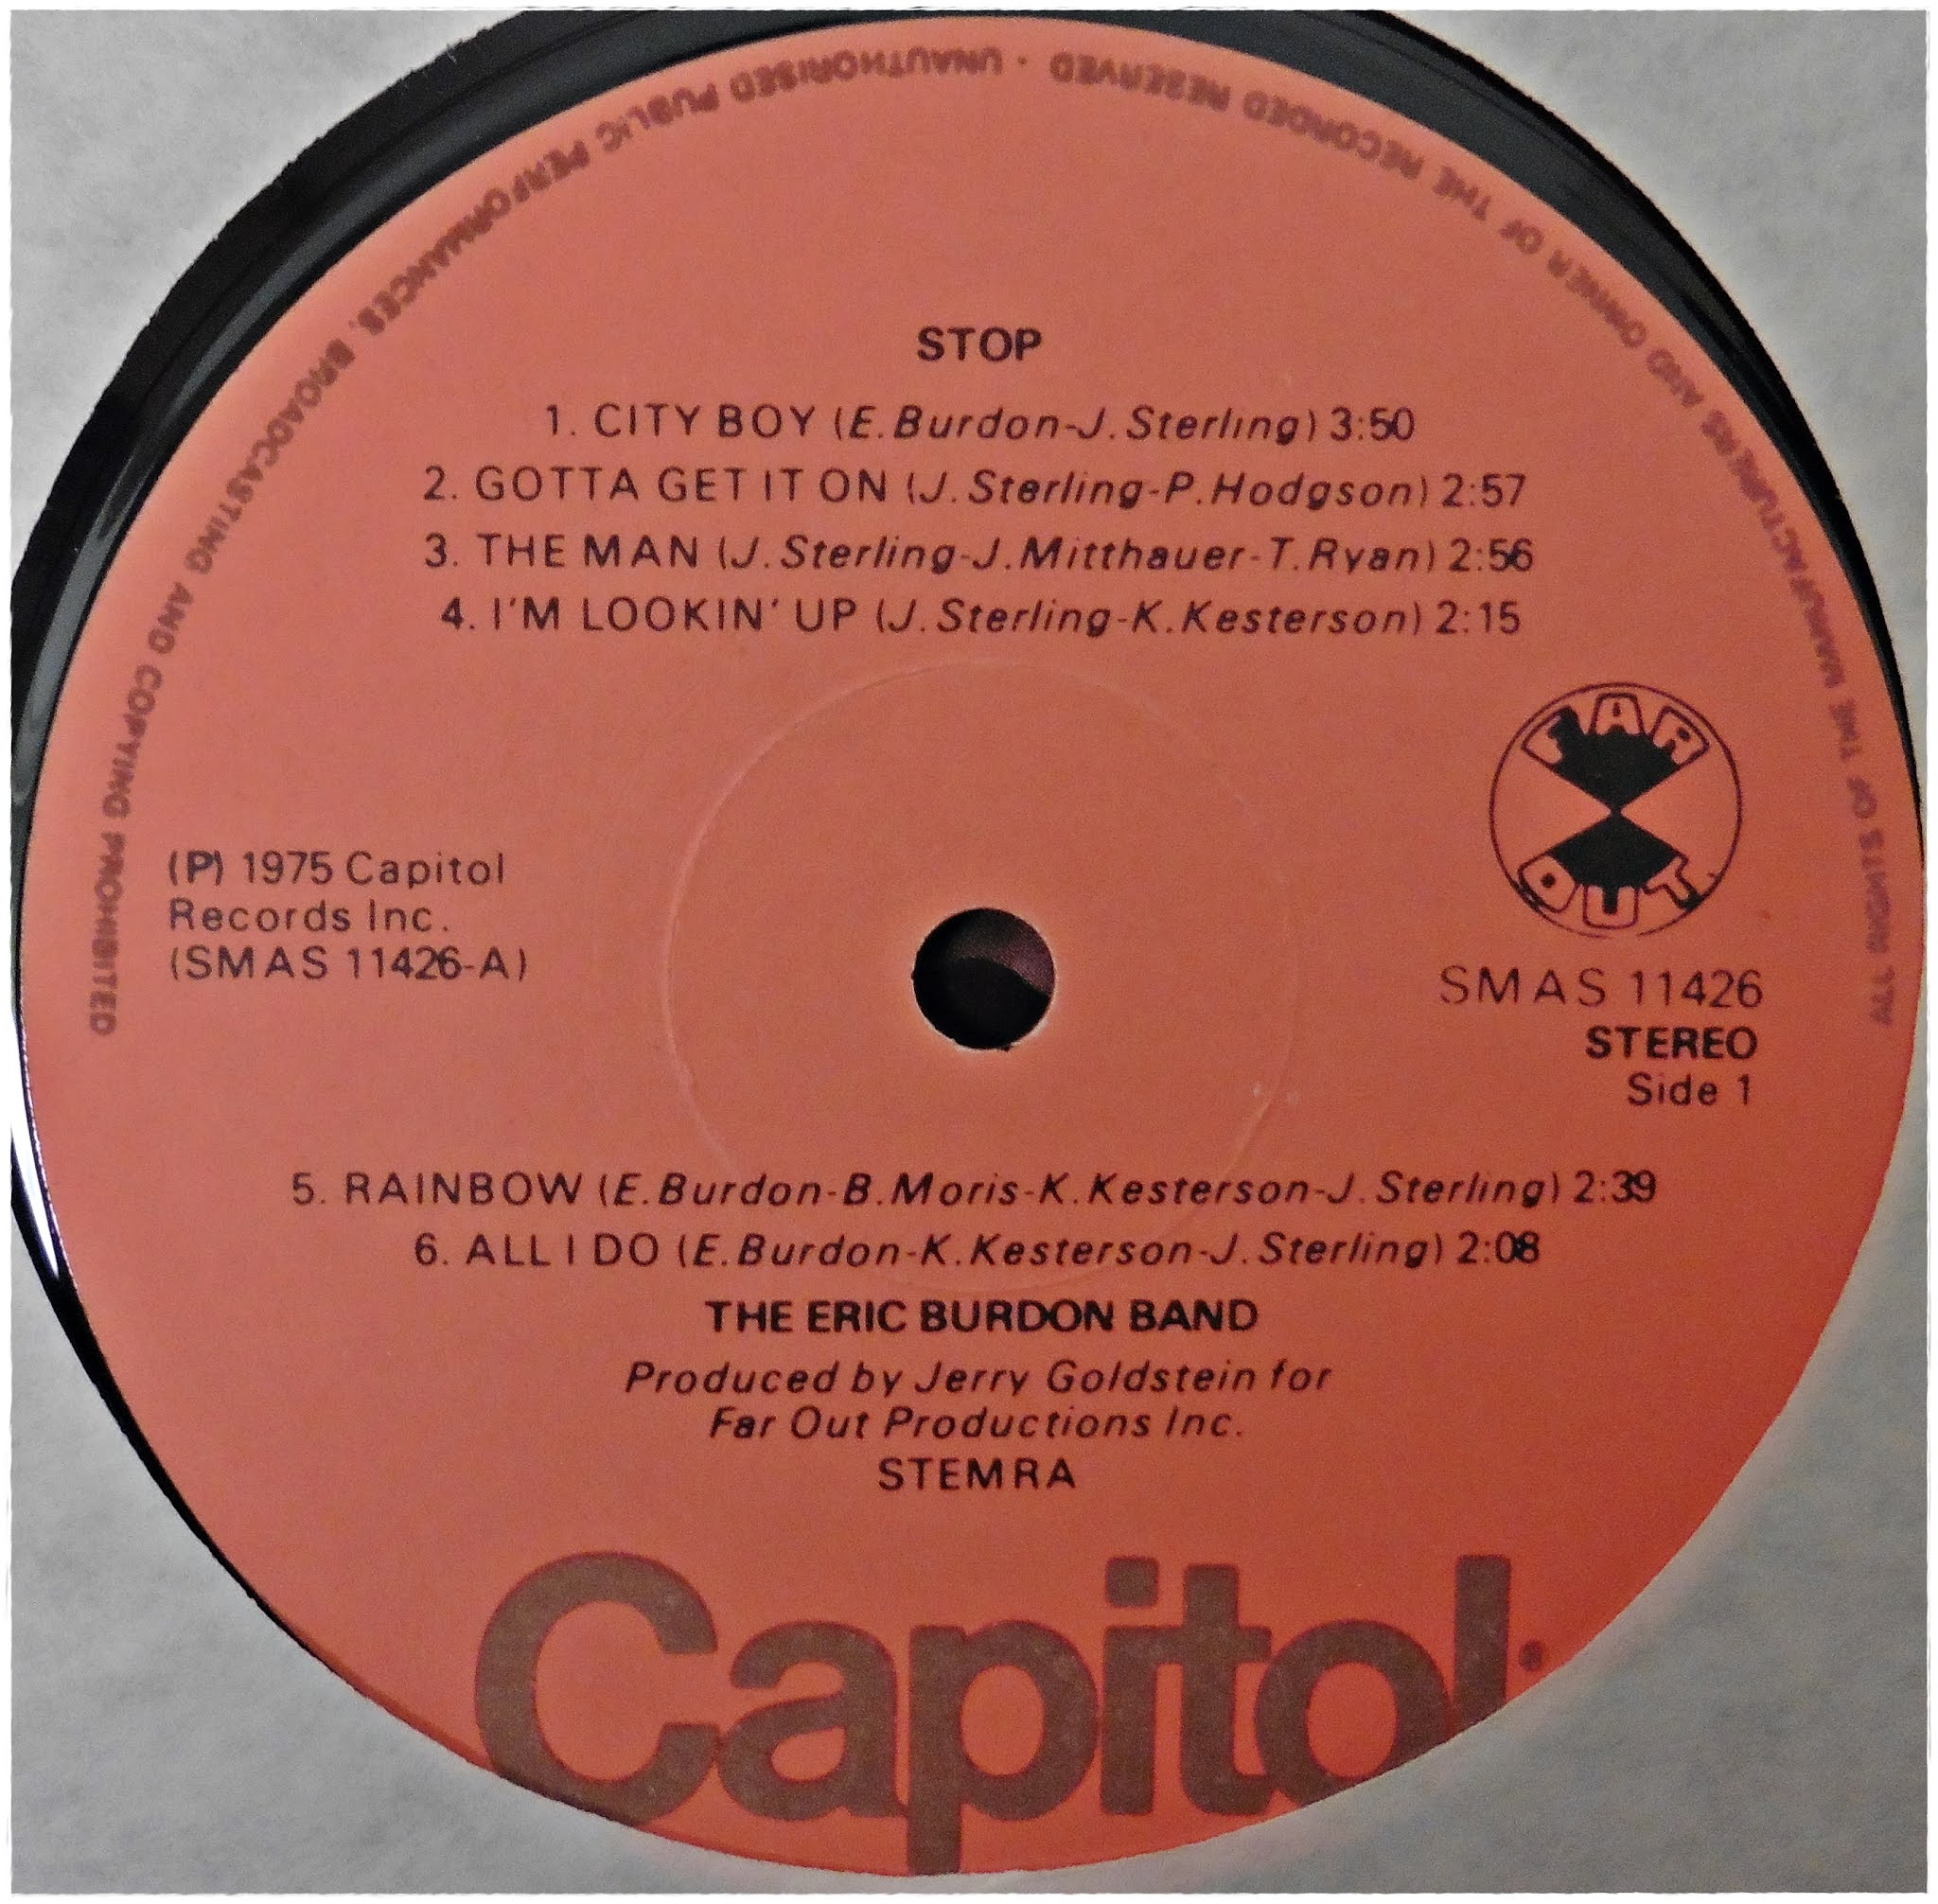 ALL RIGHTS OF THE MANUFACTURERS AND OWNER OF THE RECORDED RESERVED · UNAUTHORISED PUBLIC PERFORMANCES, BROADCASTING AND COPYING PROHIBITED
STOP
1. CITY BOY (E.Burdon-J.Sterling) 3:50
2. GOTTA GET IT ON (J.Sterling-P.Hodgson) 2:57
3. THE MAN (J.Sterling-J.Mitthauer-T.Ryan) 2:56
4. I'M LOOKIN' UP (J.Sterling-K.Kesterson) 2:15
FAR
OUT
(P) 1975 Capitol
Records Inc.
(SMAS 11426-A)
SMAS 11426
STEREO
Side 1
5. RAINBOW (E.Burdon-B.Moris-K.Kesterson-J.Sterling) 2:39
6. ALL I DO (E.Burdon-K.Kesterson-J.Sterling) 2:08
THE ERIC BURDON BAND
Produced by Jerry Goldstein for
Far Out Productions Inc.
STEMRA
Capitol®